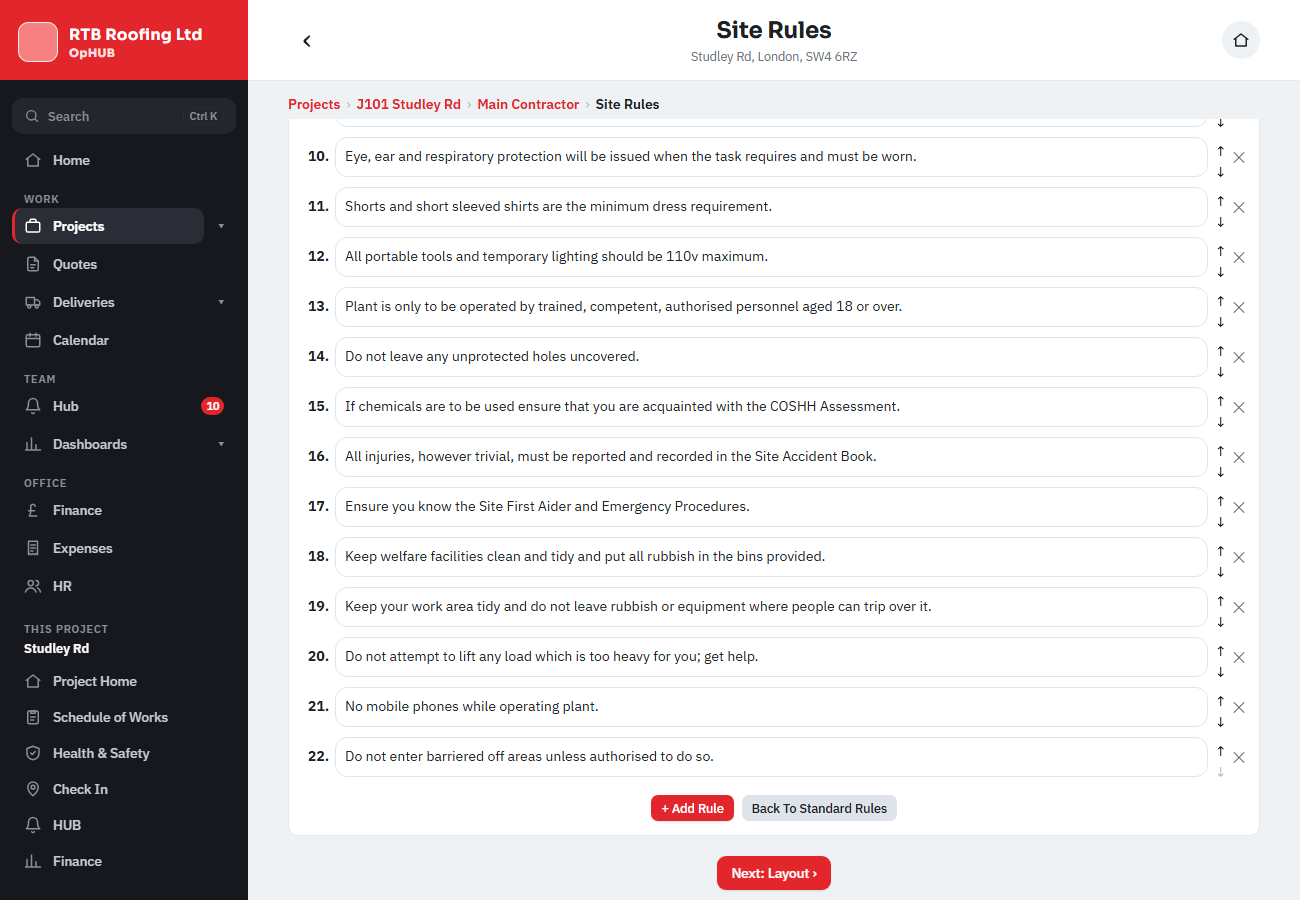 RTB Roofing Ltd
OpHUB
Search
Ctrl K
Home
WORK
Projects
Quotes
Deliveries
Calendar
TEAM
Hub
10
Dashboards
OFFICE
Finance
Expenses
HR
THIS PROJECT
Studley Rd
Project Home
Schedule of Works
Health & Safety
Check In
HUB
Finance
Site Rules
Studley Rd, London, SW4 6RZ
Projects › J101 Studley Rd › Main Contractor › Site Rules
10. Eye, ear and respiratory protection will be issued when the task requires and must be worn.
11. Shorts and short sleeved shirts are the minimum dress requirement.
12. All portable tools and temporary lighting should be 110v maximum.
13. Plant is only to be operated by trained, competent, authorised personnel aged 18 or over.
14. Do not leave any unprotected holes uncovered.
15. If chemicals are to be used ensure that you are acquainted with the COSHH Assessment.
16. All injuries, however trivial, must be reported and recorded in the Site Accident Book.
17. Ensure you know the Site First Aider and Emergency Procedures.
18. Keep welfare facilities clean and tidy and put all rubbish in the bins provided.
19. Keep your work area tidy and do not leave rubbish or equipment where people can trip over it.
20. Do not attempt to lift any load which is too heavy for you; get help.
21. No mobile phones while operating plant.
22. Do not enter barriered off areas unless authorised to do so.
+ Add Rule
Back To Standard Rules
Next: Layout ›